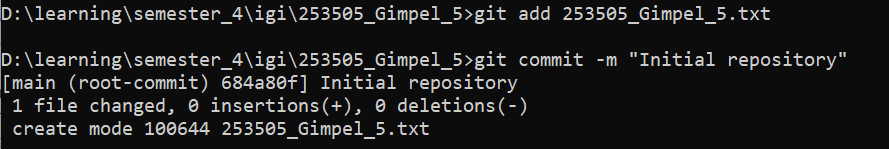 D:\learning\semester_4\igi\253505_Gimpel_5>git add 253505_Gimpel_5.txt
D:\learning\semester_4\igi\253505_Gimpel_5>git commit -m "Initial repository"
[main (root-commit) 684a80f] Initial repository
 1 file changed, 0 insertions(+), 0 deletions(-)
 create mode 100644 253505_Gimpel_5.txt